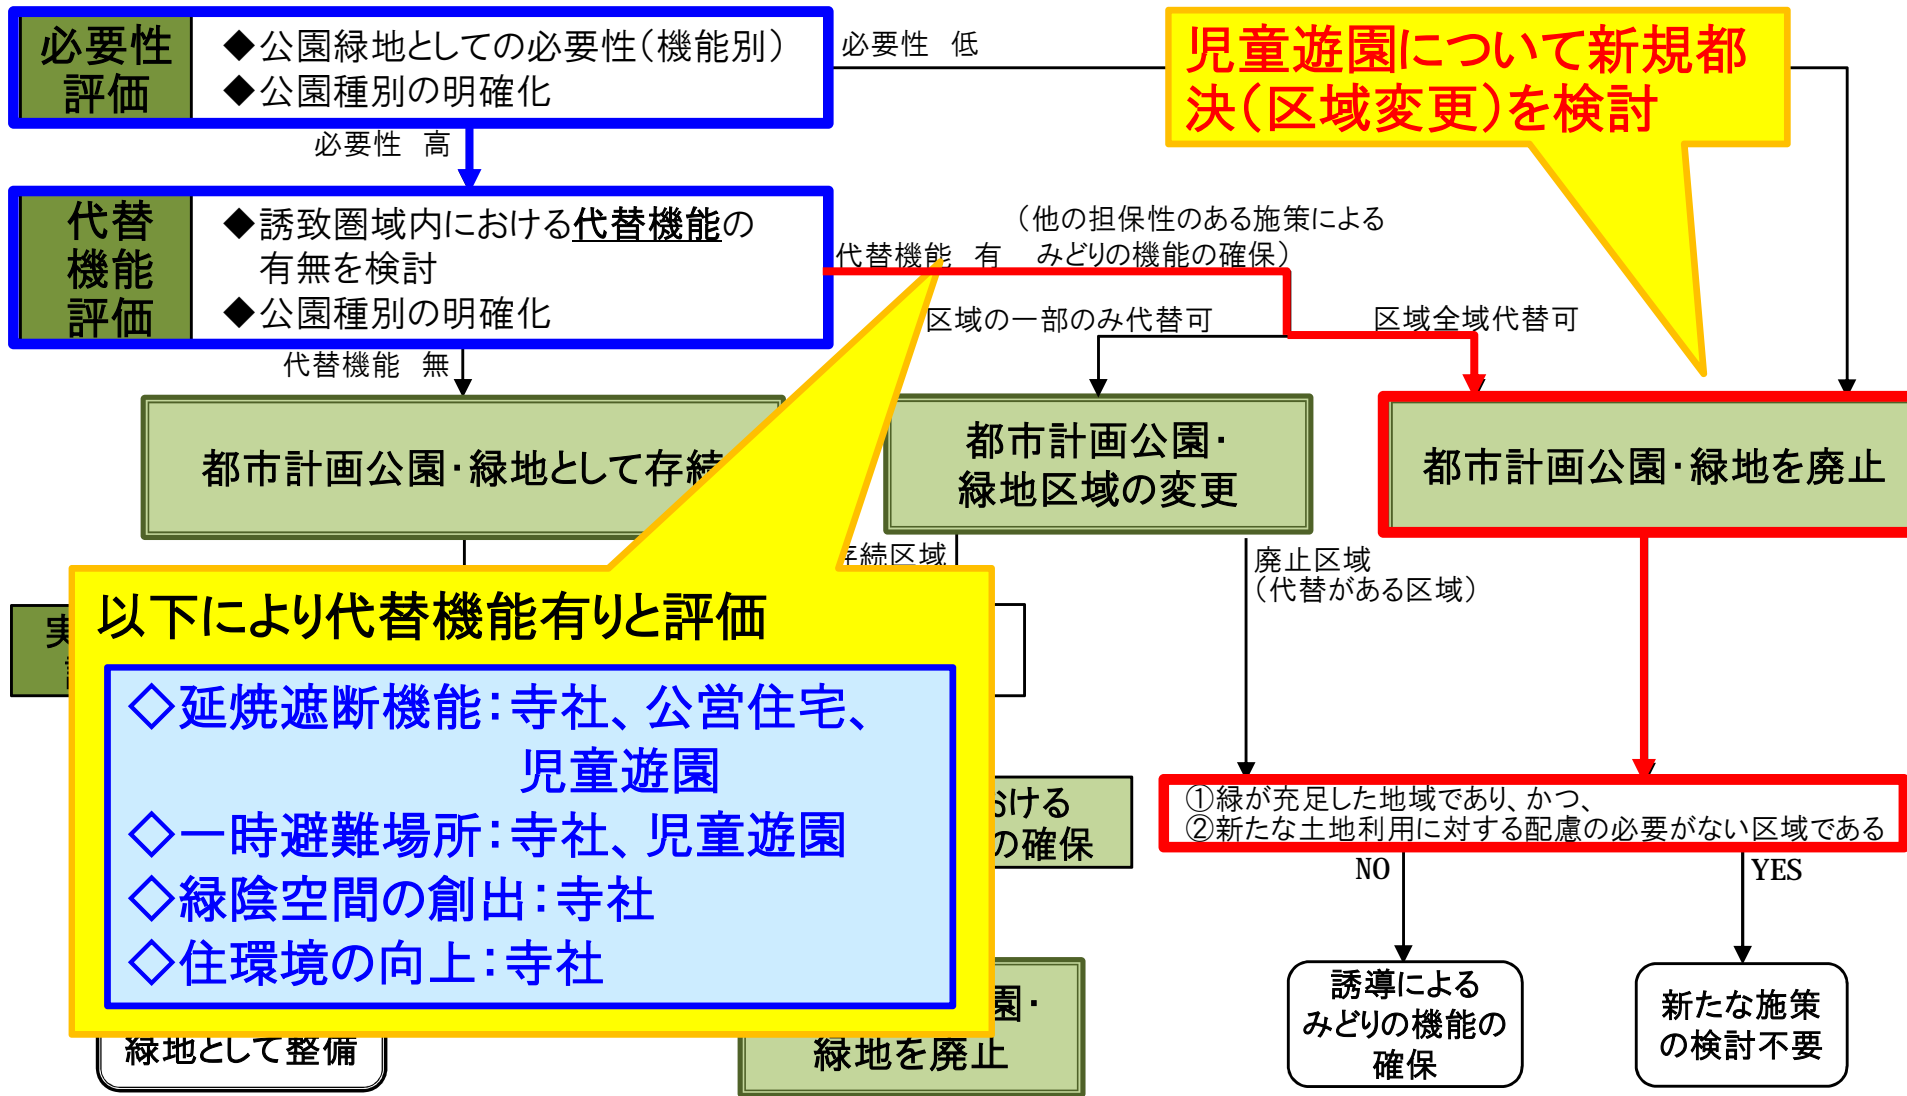 必要性
評価
◆公園緑地としての必要性（機能別）
◆公園種別の明確化
必要性 低
児童遊園について新規都
決（区域変更）を検討
必要性 高
代替
機能
評価
◆誘致圏域内における代替機能の
有無を検討
◆公園種別の明確化
代替機能 有
（他の担保性のある施策による
みどりの機能の確保）
区域の一部のみ代替可
区域全域代替可
代替機能 無
都市計画公園・緑地として存続
都市計画公園・
緑地区域の変更
都市計画公園・緑地を廃止
存続区域
廃止区域
（代替がある区域）
実
以下により代替機能有りと評価
◇延焼遮断機能：寺社、公営住宅、
児童遊園
◇一時避難場所：寺社、児童遊園
◇緑陰空間の創出：寺社
◇住環境の向上：寺社
おける
の確保
①緑が充足した地域であり、かつ、
②新たな土地利用に対する配慮の必要がない区域である
NO
YES
誘導による
みどりの機能の
確保
新たな施策
の検討不要
緑地として整備
園・
緑地を廃止